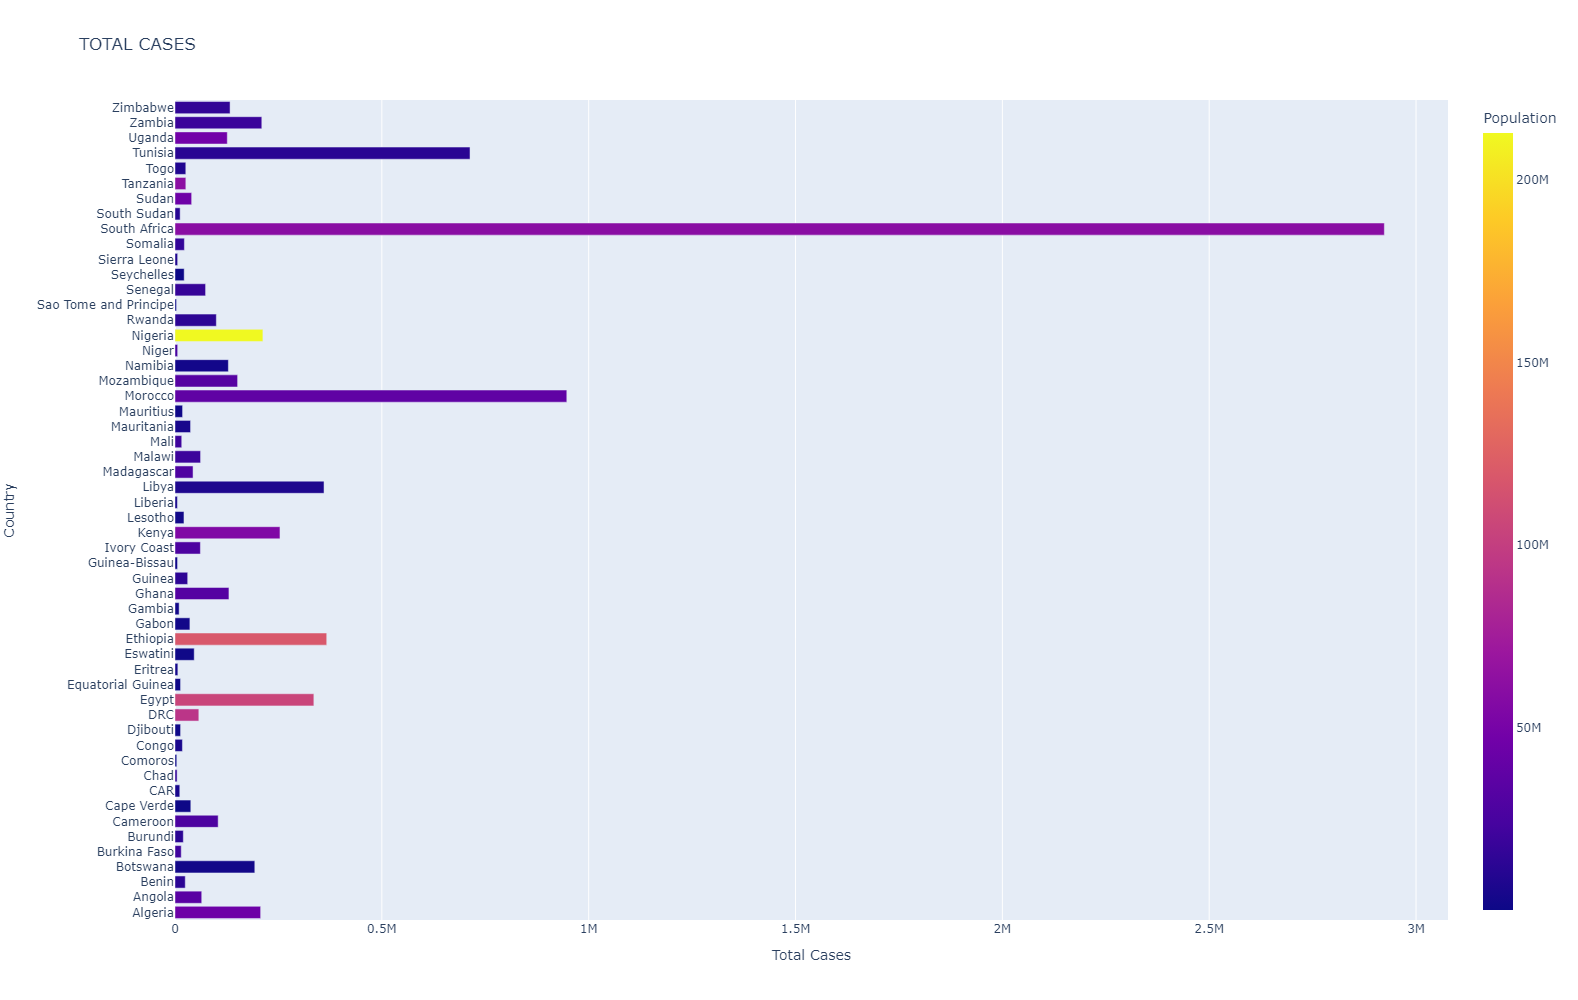 TOTAL CASES
Population
200M
150M
100M
50M
Country
Zimbabwe
Zambia
Uganda
Tunisia
Togo
Tanzania
Sudan
South Sudan
South Africa
Somalia
Sierra Leone
Seychelles
Senegal
Sao Tome and Principe
Rwanda
Nigeria
Niger
Namibia
Mozambique
Morocco
Mauritius
Mauritania
Mali
Malawi
Madagascar
Libya
Liberia
Lesotho
Kenya
Ivory Coast
Guinea-Bissau
Guinea
Ghana
Gambia
Gabon
Ethiopia
Eswatini
Eritrea
Equatorial Guinea
Egypt
DRC
Djibouti
Congo
Comoros
Chad
CAR
Cape Verde
Cameroon
Burundi
Burkina Faso
Botswana
Benin
Angola
Algeria
0 0.5M 1M 1.5M 2M 2.5M 3M
Total Cases